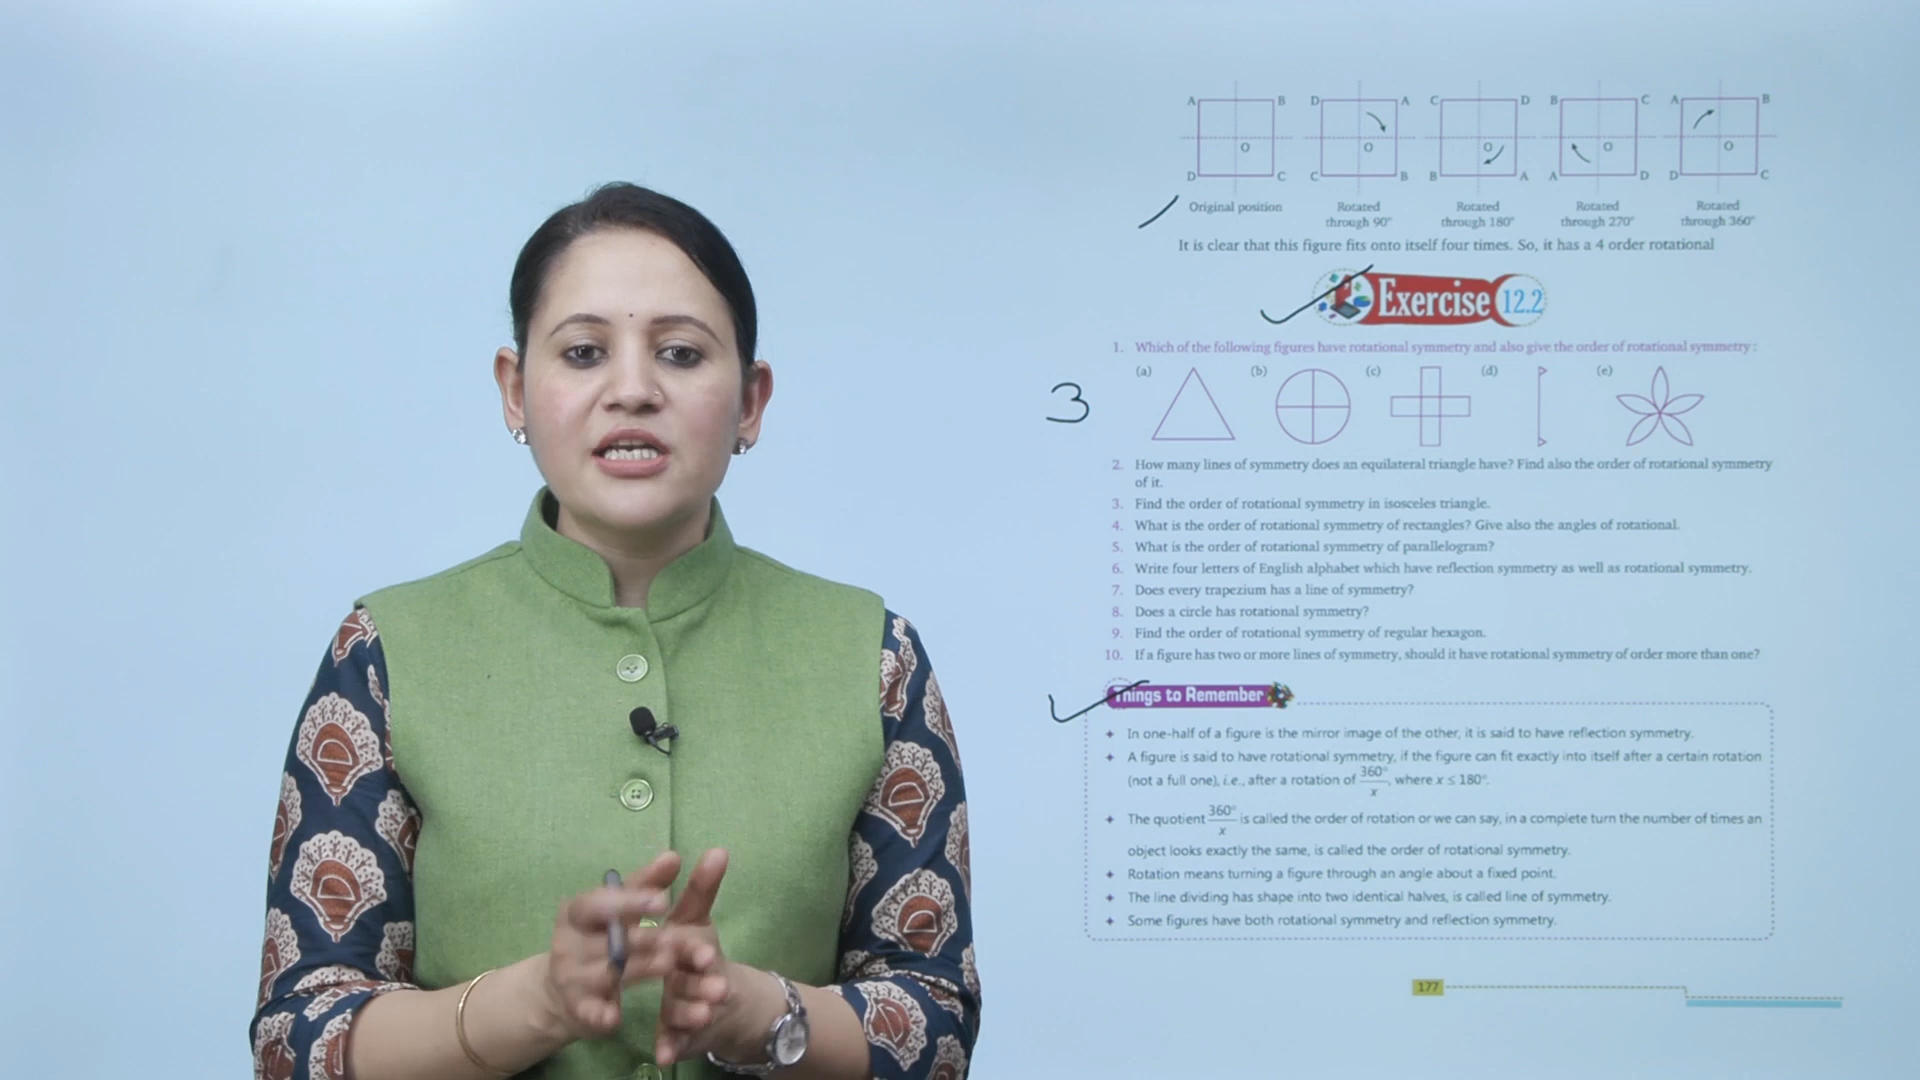 A B D A C D B C A B
O O O O O
D C C B B A A D D C
Original position Rotated Rotated Rotated Rotated
through 90° through 180° through 270° through 360°
It is clear that this figure fits onto itself four times. So, it has a 4 order rotational
Exercise 12.2
1. Which of the following figures have rotational symmetry and also give the order of rotational symmetry :
(a) (b) (c) (d) (e)
3
2. How many lines of symmetry does an equilateral triangle have? Find also the order of rotational symmetry
of it.
3. Find the order of rotational symmetry in isosceles triangle.
4. What is the order of rotational symmetry of rectangles? Give also the angles of rotational.
5. What is the order of rotational symmetry of parallelogram?
6. Write four letters of English alphabet which have reflection symmetry as well as rotational symmetry.
7. Does every trapezium has a line of symmetry?
8. Does a circle has rotational symmetry?
9. Find the order of rotational symmetry of regular hexagon.
10. If a figure has two or more lines of symmetry, should it have rotational symmetry of order more than one?
Things to Remember
+ In one-half of a figure is the mirror image of the other, it is said to have reflection symmetry.
+ A figure is said to have rotational symmetry, if the figure can fit exactly into itself after a certain rotation
(not a full one), i.e., after a rotation of 360°/x, where x ≤ 180°.
+ The quotient 360°/x is called the order of rotation or we can say, in a complete turn the number of times an
object looks exactly the same, is called the order of rotational symmetry.
+ Rotation means turning a figure through an angle about a fixed point.
+ The line dividing has shape into two identical halves, is called line of symmetry.
+ Some figures have both rotational symmetry and reflection symmetry.
177